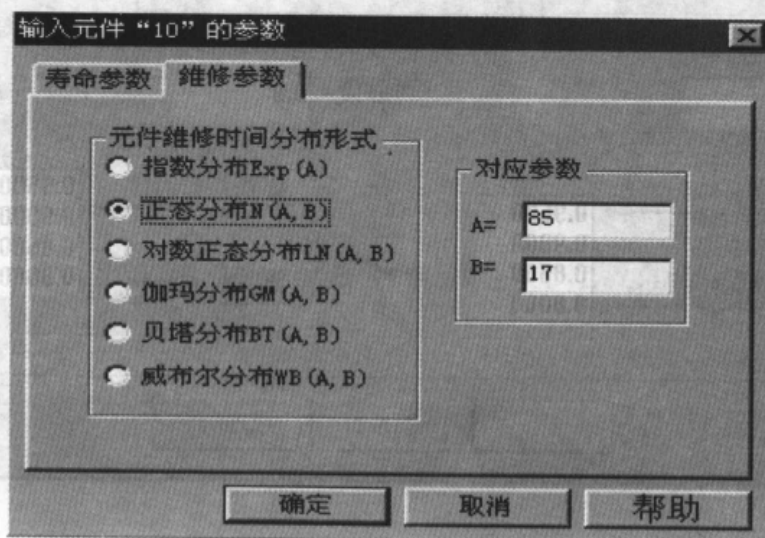 输入元件“10”的参数
寿命参数 维修参数
元件维修时间分布形式
指数分布Exp(A)
正态分布N(A, B)
对数正态分布LN(A, B)
伽玛分布GM(A, B)
贝塔分布BT(A, B)
威布尔分布WB(A, B)
对应参数
A= 85
B= 17
确定 取消 帮助